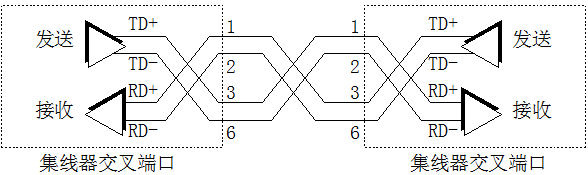 TD+ 1 1 TD+
发送 发送
TD- 2 2 TD-
RD+ 3 3 RD+
接收 接收
RD- 6 6 RD-
集线器交叉端口 集线器交叉端口